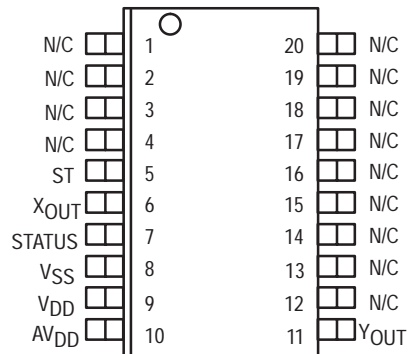 N/C 1 20 N/C
N/C 2 19 N/C
N/C 3 18 N/C
N/C 4 17 N/C
ST 5 16 N/C
XOUT 6 15 N/C
STATUS 7 14 N/C
VSS 8 13 N/C
VDD 9 12 N/C
AVDD 10 11 YOUT